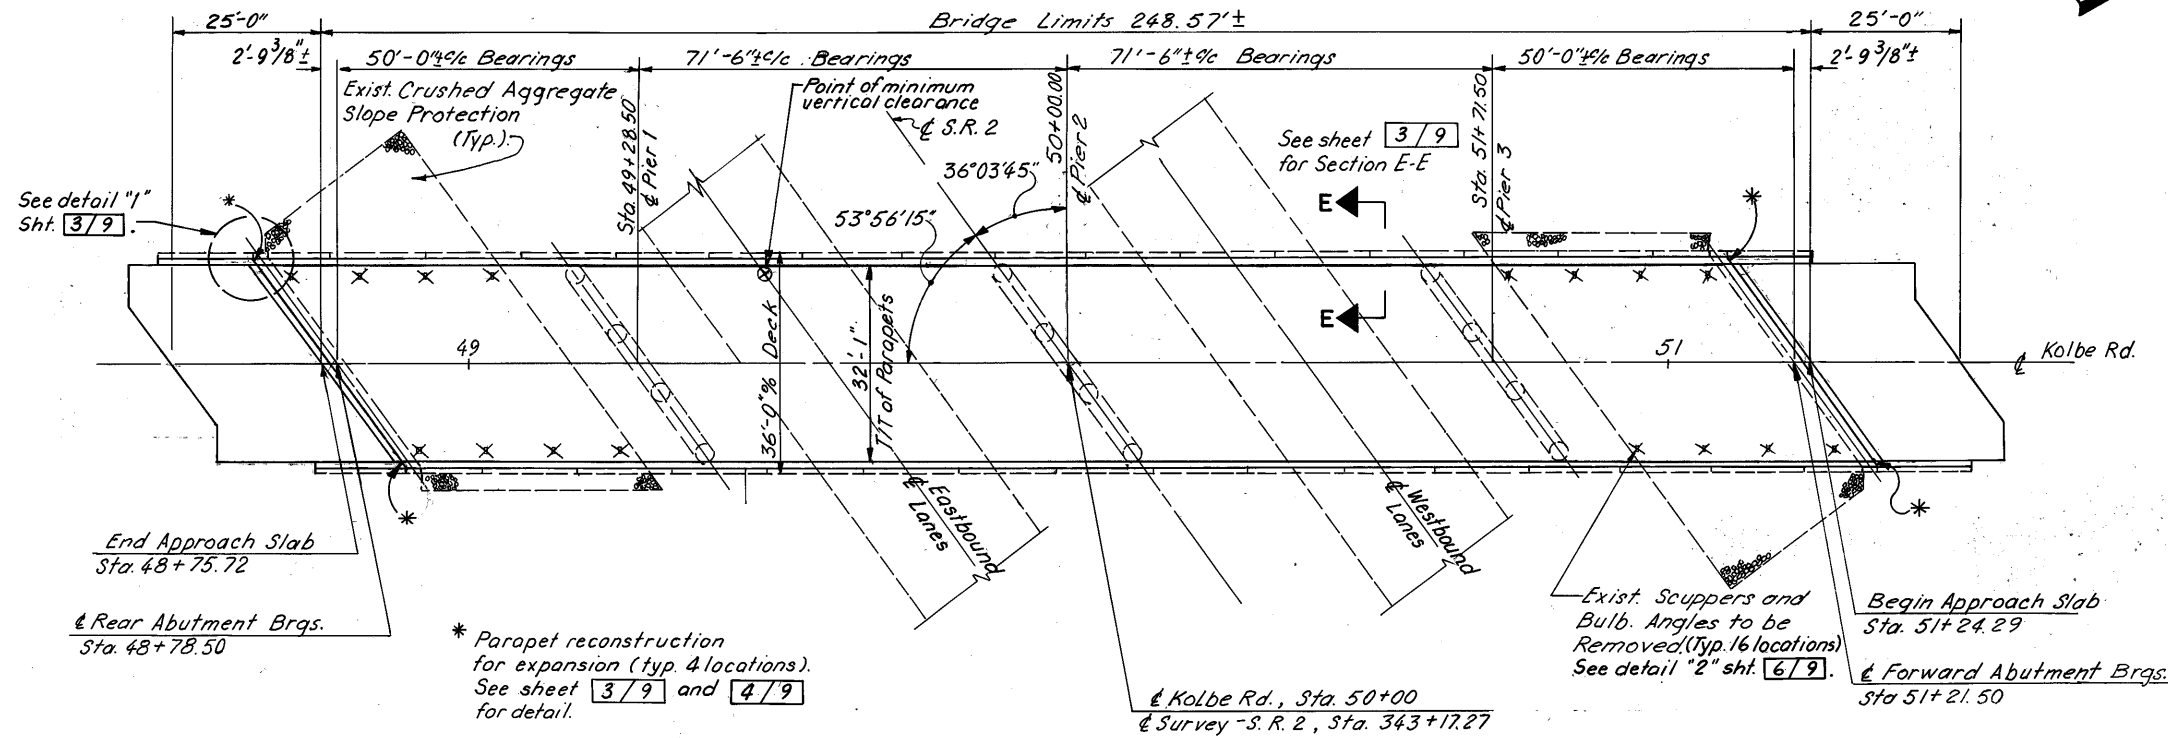 25'-0"
Bridge Limits 248.57'±
25'-0"
2'-9 3/8"±
50'-0"± c/c Bearings
71'-6"± c/c Bearings
71'-6"± c/c Bearings
50'-0"± c/c Bearings
2'-9 3/8"±
Exist. Crushed Aggregate
Slope Protection
(Typ.)
Point of minimum
vertical clearance
℄ S.R. 2
Sta. 49+28.50
℄ Pier 1
50+00.00
℄ Pier 2
36°03'45"
53°56'15"
See sheet 3/9
for Section E-E
E
E
Sta. 51+71.50
℄ Pier 3
See detail "1"
Sht. 3/9.
*
*
49
36'-0" % Deck
32'-1"
T/T of Parapets
51
℄ Kolbe Rd.
℄ Eastbound
Lanes
℄ Westbound
Lanes
*
*
End Approach Slab
Sta. 48+75.72
℄ Rear Abutment Brgs.
Sta. 48+78.50
* Parapet reconstruction
for expansion (typ. 4 locations).
See sheet 3/9 and 4/9
for detail.
℄ Kolbe Rd., Sta. 50+00
℄ Survey - S.R. 2, Sta. 343+17.27
Exist. Scuppers and
Bulb. Angles to be
Removed (Typ. 16 locations)
See detail "2" sht. 6/9.
Begin Approach Slab
Sta. 51+24.29
℄ Forward Abutment Brgs.
Sta 51+21.50